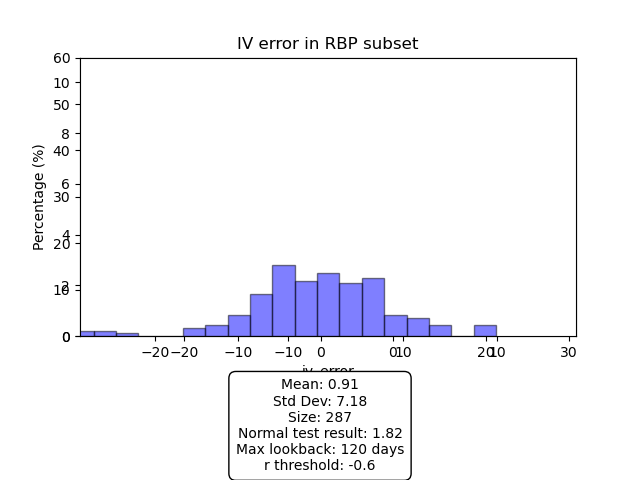 IV error in RBP subset
Percentage (%)
60
10
50
8
40
6
30
4
20
2
10
0
−20 −20 −10 −10 0 0 10 20 10 30
iv_error
Mean: 0.91
Std Dev: 7.18
Size: 287
Normal test result: 1.82
Max lookback: 120 days
r threshold: -0.6